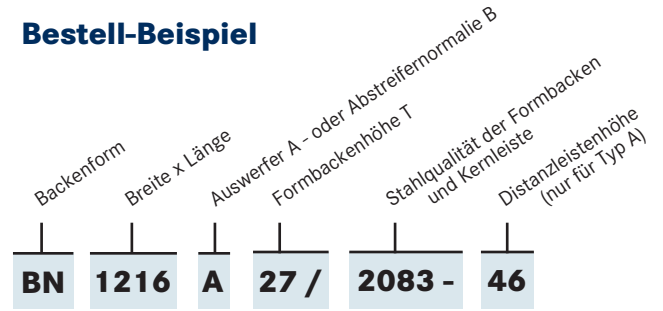 Bestell-Beispiel
Backenform
Breite x Länge
Auswerfer A - oder Abstreifernormalie B
Formbackenhöhe T
Stahlqualität der Formbacken
und Kernleiste
Distanzleistenhöhe
(nur für Typ A)
BN 1216 A 27 / 2083 - 46